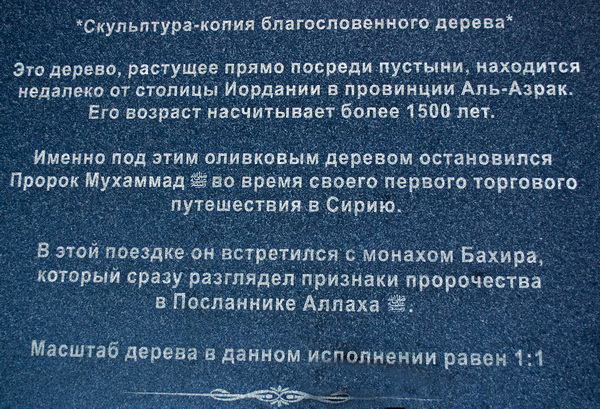 *Скульптура-копия благословенного дерева*
Это дерево, растущее прямо посреди пустыни, находится
недалеко от столицы Иордании в провинции Аль-Азрак.
Его возраст насчитывает более 1500 лет.
Именно под этим оливковым деревом остановился
Пророк Мухаммад ﷺ во время своего первого торгового
путешествия в Сирию.
В этой поездке он встретился с монахом Бахира,
который сразу разглядел признаки пророчества
в Посланнике Аллаха ﷺ.
Масштаб дерева в данном исполнении равен 1:1